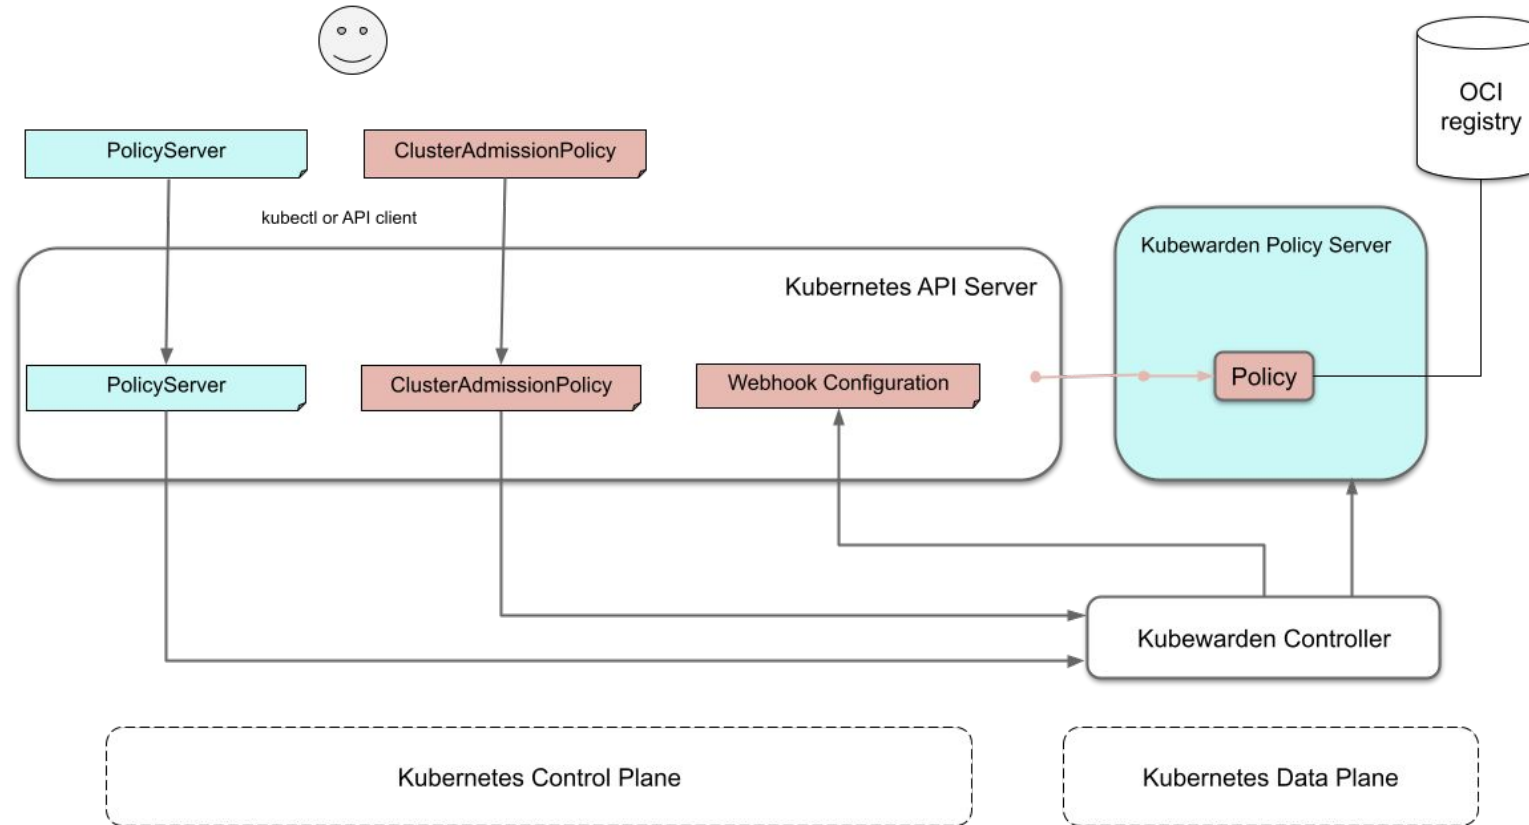 OCI
registry
PolicyServer
ClusterAdmissionPolicy
kubectl or API client
Kubewarden Policy Server
Kubernetes API Server
PolicyServer
ClusterAdmissionPolicy
Webhook Configuration
Policy
Kubewarden Controller
Kubernetes Control Plane
Kubernetes Data Plane